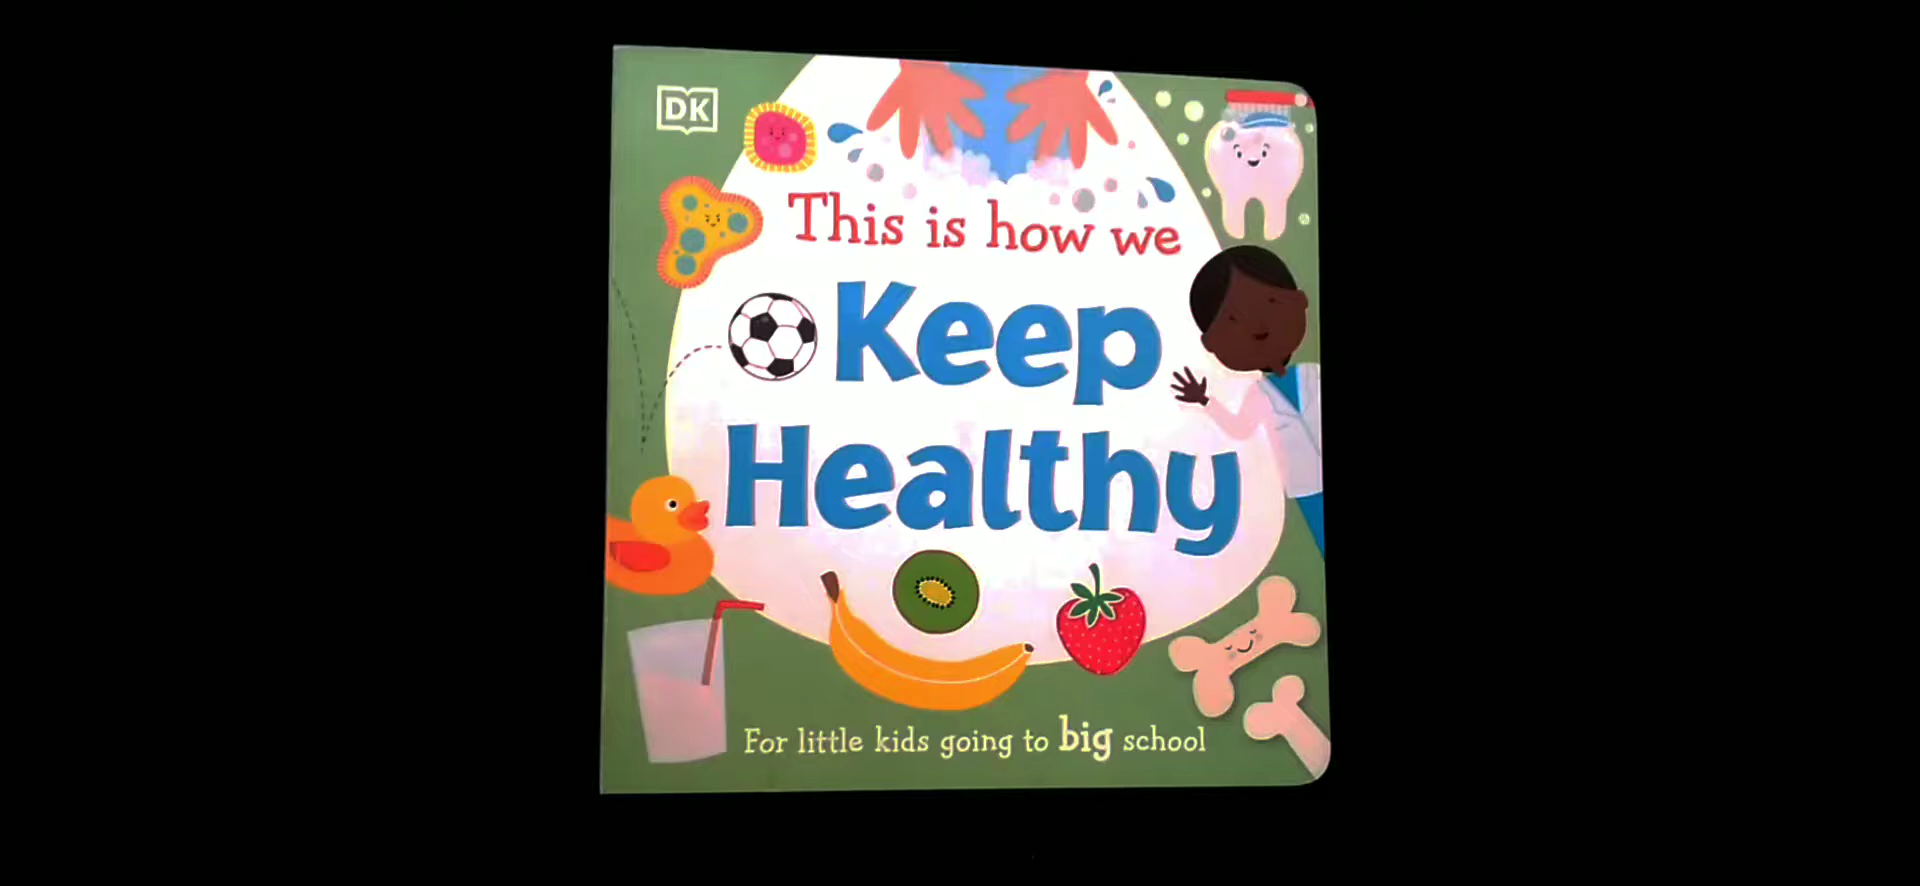 DK
This is how we
Keep
Healthy
For little kids going to big school